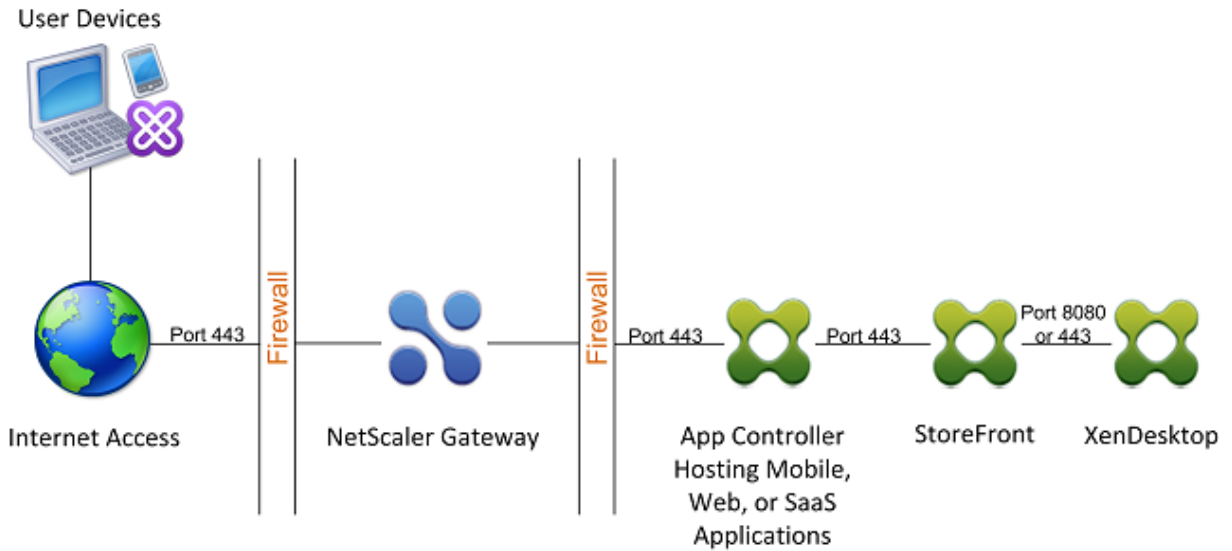 User Devices
Port 443
Firewall
Firewall
Port 443
Port 443
Port 8080
or 443
Internet Access
NetScaler Gateway
App Controller
Hosting Mobile,
Web, or SaaS
Applications
StoreFront
XenDesktop